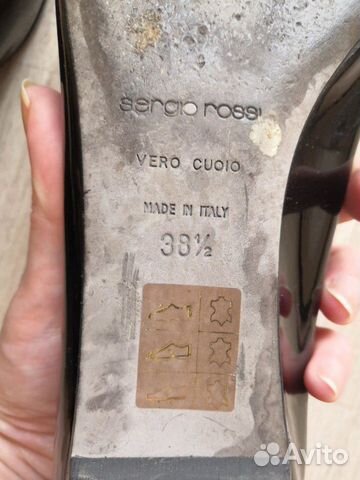 sergio rossi
VERO CUOIO
MADE IN ITALY
38½
Avito